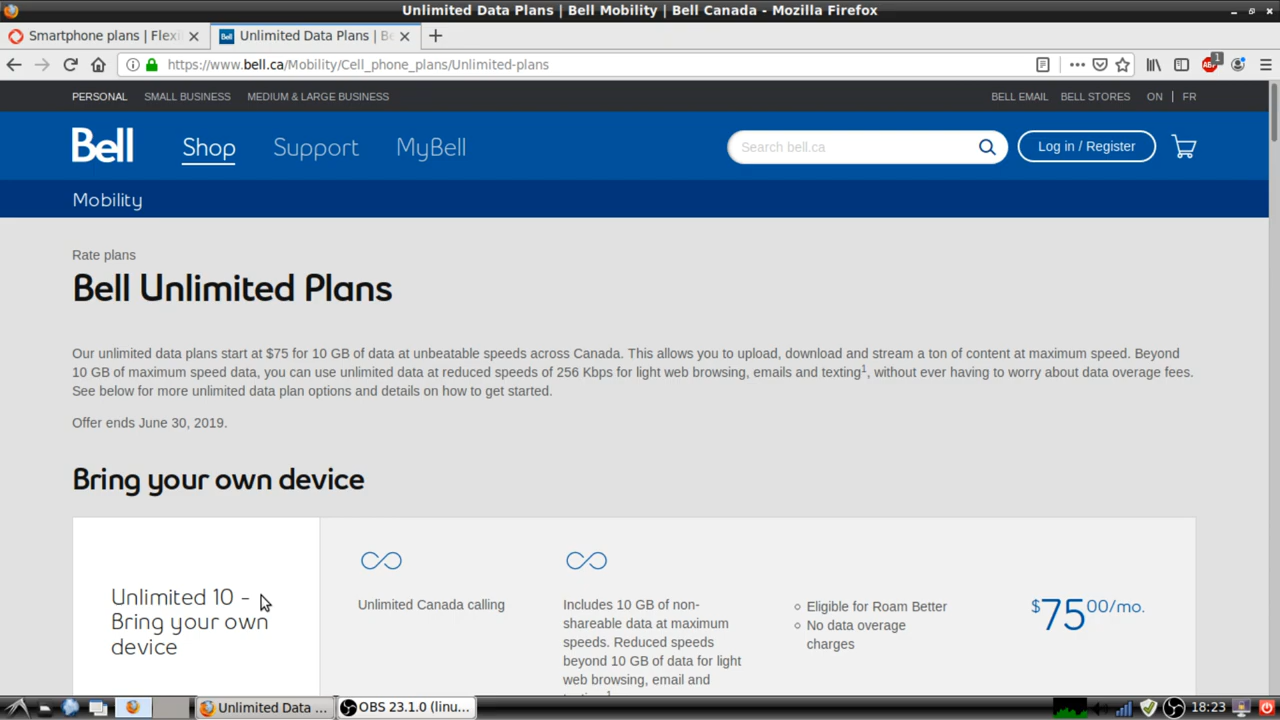 Unlimited Data Plans | Bell Mobility | Bell Canada - Mozilla Firefox
Smartphone plans | Flexi
Unlimited Data Plans | Be
https://www.bell.ca/Mobility/Cell_phone_plans/Unlimited-plans
ABP
1
PERSONAL SMALL BUSINESS MEDIUM & LARGE BUSINESS
BELL EMAIL BELL STORES ON | FR
Bell Shop Support MyBell
Search bell.ca
Log in / Register
Mobility
Rate plans
Bell Unlimited Plans
Our unlimited data plans start at $75 for 10 GB of data at unbeatable speeds across Canada. This allows you to upload, download and stream a ton of content at maximum speed. Beyond
10 GB of maximum speed data, you can use unlimited data at reduced speeds of 256 Kbps for light web browsing, emails and texting1, without ever having to worry about data overage fees.
See below for more unlimited data plan options and details on how to get started.
Offer ends June 30, 2019.
Bring your own device
Unlimited 10 -
Bring your own
device
Unlimited Canada calling
Includes 10 GB of non-
shareable data at maximum
speeds. Reduced speeds
beyond 10 GB of data for light
web browsing, email and
Eligible for Roam Better
No data overage
charges
$75 00/mo.
Unlimited Data ...
OBS 23.1.0 (linu...
18:23